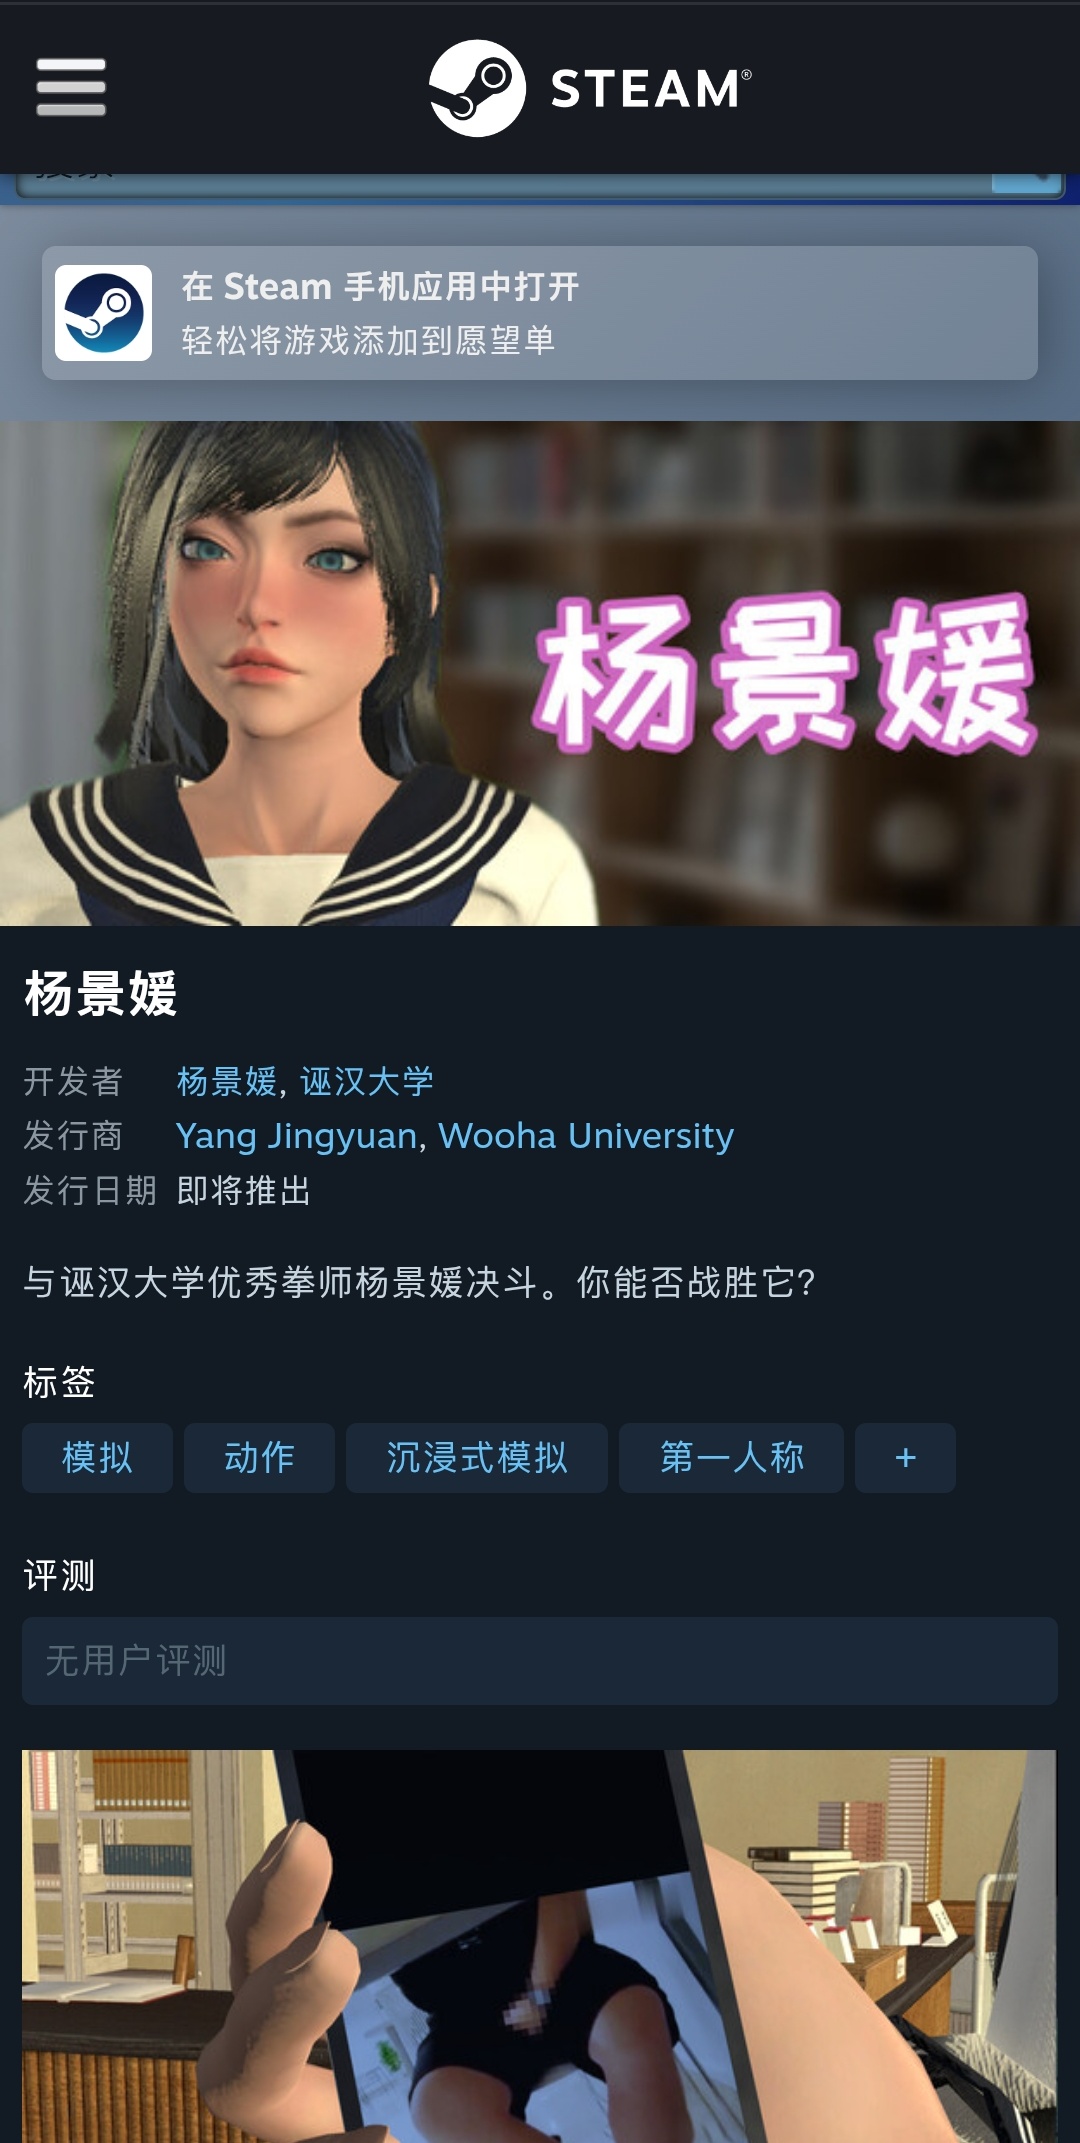 STEAM®
在 Steam 手机应用中打开
轻松将游戏添加到愿望单
杨景媛
杨景媛
开发者 杨景媛, 诬汉大学
发行商 Yang Jingyuan, Wooha University
发行日期 即将推出
与诬汉大学优秀拳师杨景媛决斗。你能否战胜它?
标签
模拟 动作 沉浸式模拟 第一人称 +
评测
无用户评测